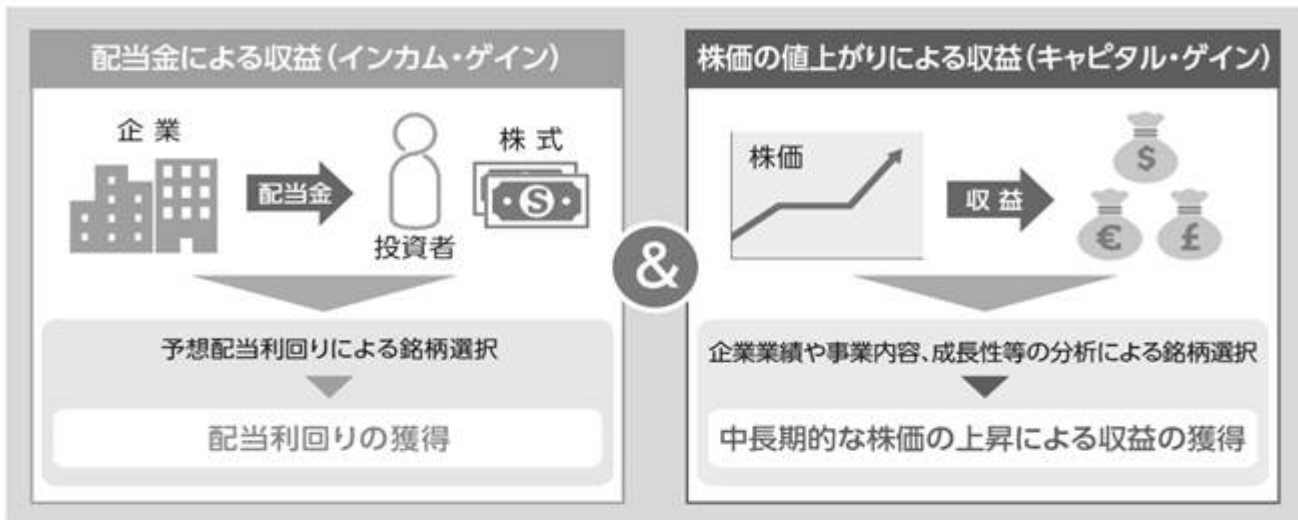 配当金による収益(インカム・ゲイン)
企業
配当金
投資者
株式
$
予想配当利回りによる銘柄選択
配当利回りの獲得
&
株価の値上がりによる収益(キャピタル・ゲイン)
株価
収益
$
€
£
企業業績や事業内容、成長性等の分析による銘柄選択
中長期的な株価の上昇による収益の獲得